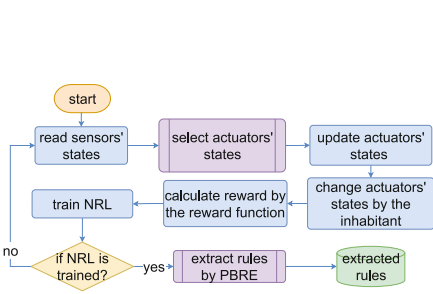 start
read sensors'
states
select actuators'
states
update actuators'
states
change actuators'
states by the
inhabitant
calculate reward by
the reward function
train NRL
if NRL is
trained?
no
yes
extract rules
by PBRE
extracted
rules